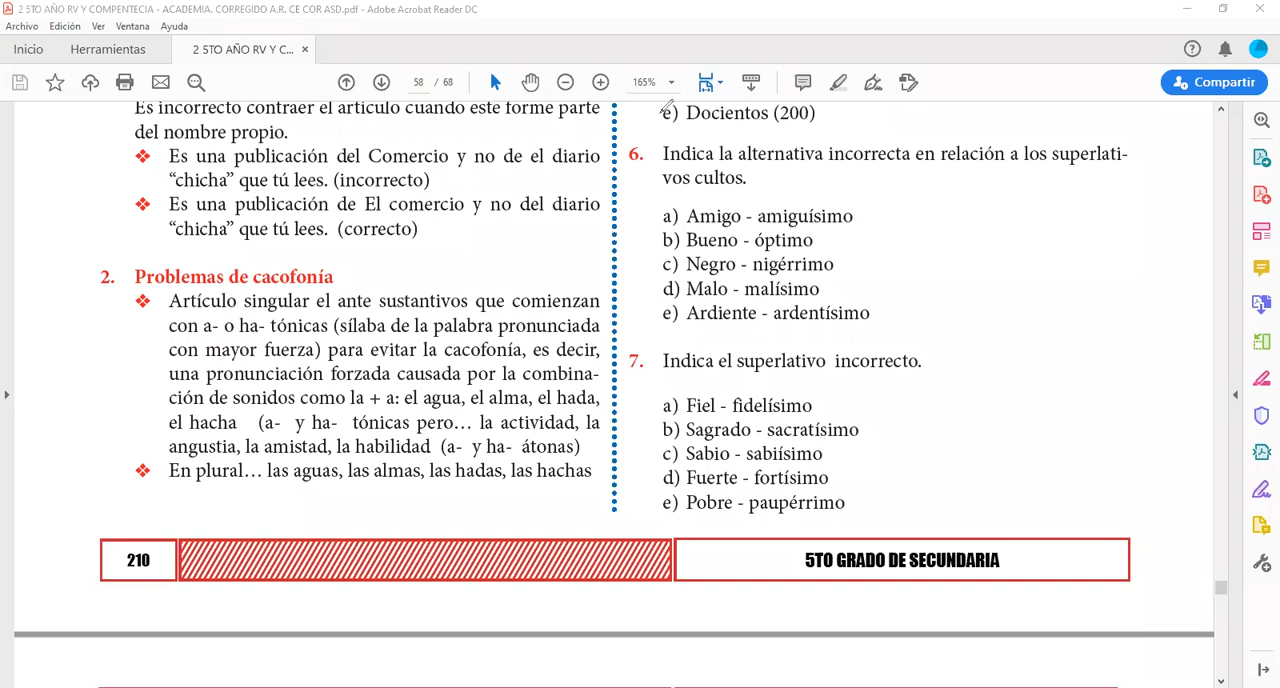 2 5TO AÑO RV Y COMPENTECIA - ACADEMIA. CORREGIDO A.R. CE COR ASD.pdf - Adobe Acrobat Reader DC
Archivo Edición Ver Ventana Ayuda
Inicio Herramientas 2 5TO AÑO RV Y C... ×
58 / 68 165% Compartir
Es incorrecto contraer el artículo cuando este forme parte
del nombre propio.
❖ Es una publicación del Comercio y no de el diario
“chicha” que tú lees. (incorrecto)
❖ Es una publicación de El comercio y no del diario
“chicha” que tú lees. (correcto)
2. Problemas de cacofonía
❖ Artículo singular el ante sustantivos que comienzan
con a- o ha- tónicas (sílaba de la palabra pronunciada
con mayor fuerza) para evitar la cacofonía, es decir,
una pronunciación forzada causada por la combina-
ción de sonidos como la + a: el agua, el alma, el hada,
el hacha (a- y ha- tónicas pero… la actividad, la
angustia, la amistad, la habilidad (a- y ha- átonas)
❖ En plural… las aguas, las almas, las hadas, las hachas
e) Docientos (200)
6. Indica la alternativa incorrecta en relación a los superlati-
vos cultos.
a) Amigo - amiguísimo
b) Bueno - óptimo
c) Negro - nigérrimo
d) Malo - malísimo
e) Ardiente - ardentísimo
7. Indica el superlativo incorrecto.
a) Fiel - fidelísimo
b) Sagrado - sacratísimo
c) Sabio - sabiísimo
d) Fuerte - fortísimo
e) Pobre - paupérrimo
210
5TO GRADO DE SECUNDARIA